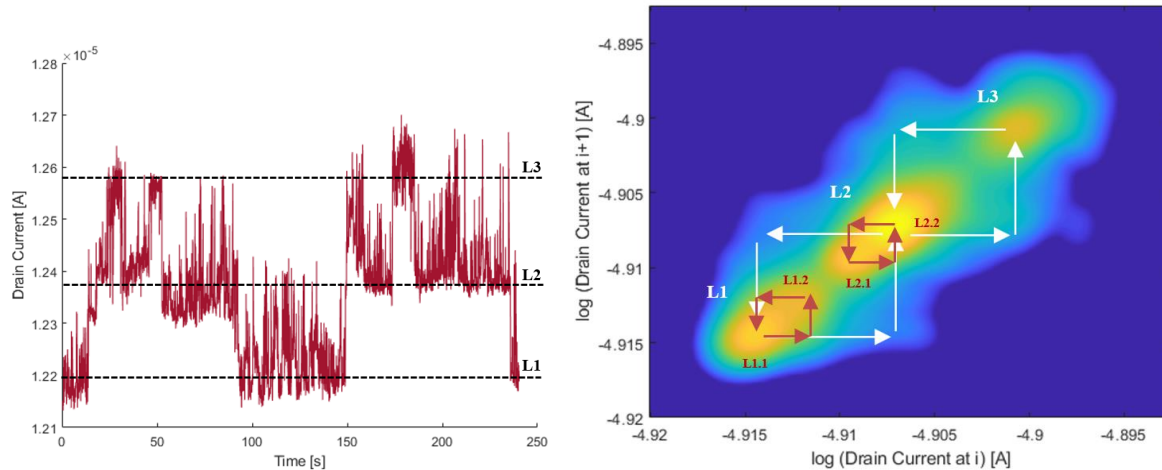 × 10⁻⁵
1.28
1.27
1.26
1.25
1.24
1.23
1.22
1.21
Drain Current [A]
L3
L2
L1
0
50
100
150
200
250
Time [s]
-4.895
-4.9
-4.905
-4.91
-4.915
-4.92
log (Drain Current at i+1) [A]
L3
L2
L2.2
L2.1
L1
L1.2
L1.1
-4.92
-4.915
-4.91
-4.905
-4.9
-4.895
log (Drain Current at i) [A]